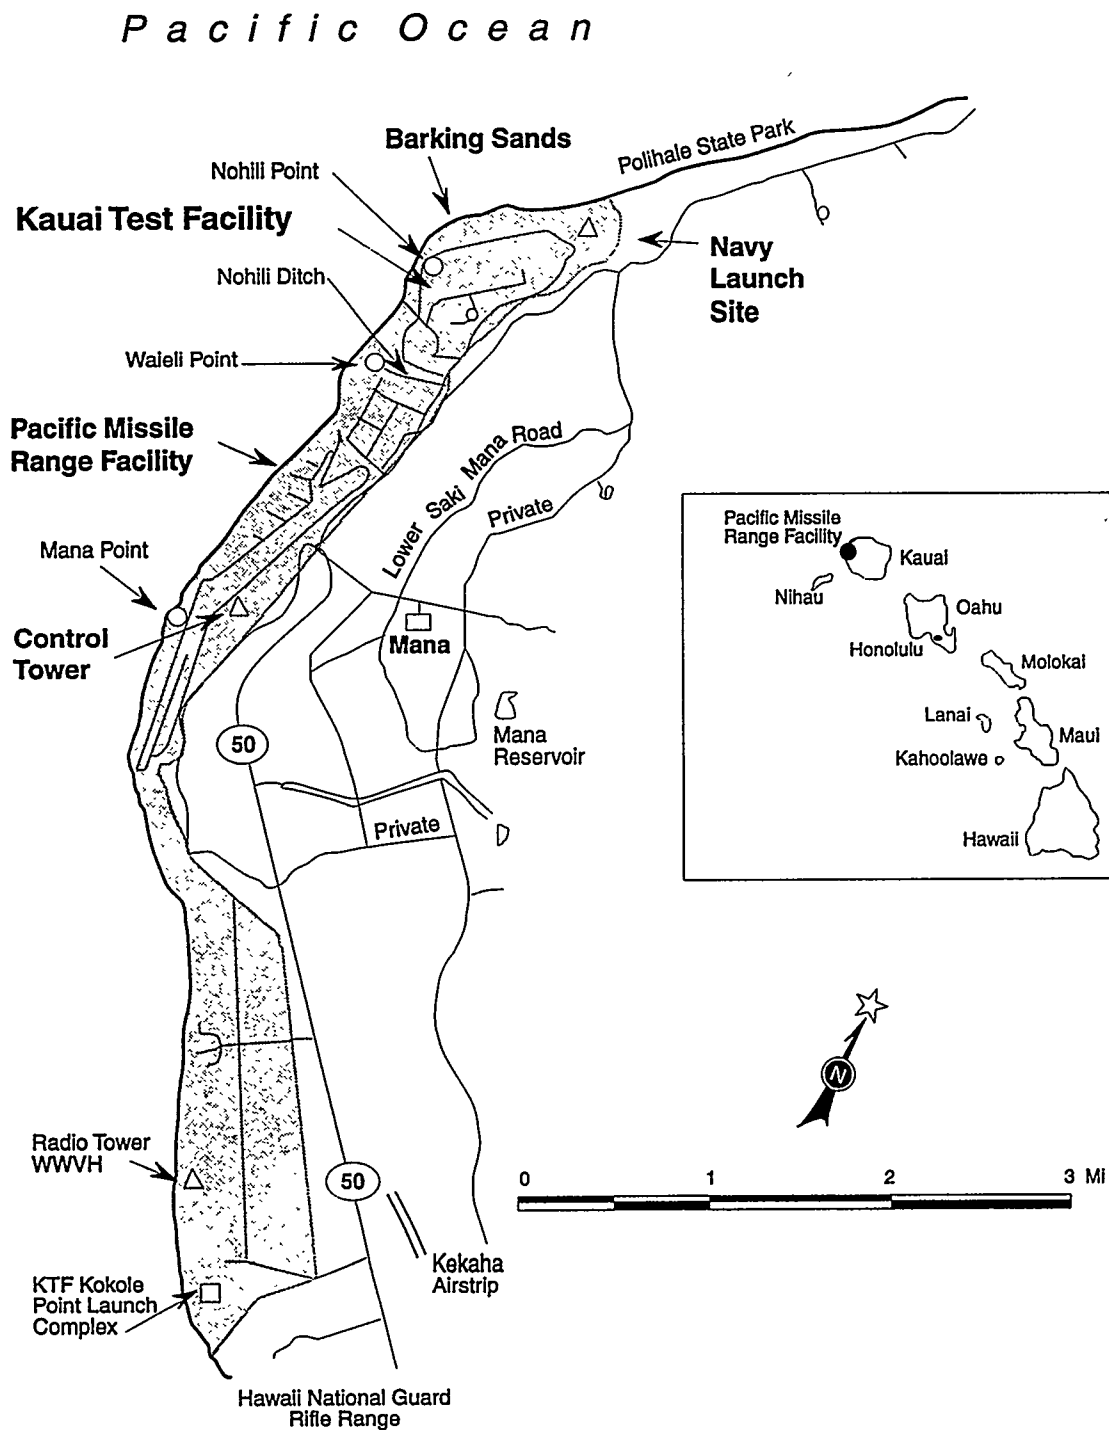 Pacific Ocean
Barking Sands
Polihale State Park
Nohili Point
Kauai Test Facility
Navy
Launch
Site
Nohili Ditch
Waieli Point
Pacific Missile
Range Facility
Lower Saki Mana Road
Private
Mana Point
Control
Tower
Mana
50
Mana
Reservoir
Private
Pacific Missile
Range Facility
Kauai
Nihau
Oahu
Honolulu
Molokai
Lanai
Maui
Kahoolawe
Hawaii
N
Radio Tower
WWVH
50
0 1 2 3 Mi
Kekaha
Airstrip
KTF Kokole
Point Launch
Complex
Hawaii National Guard
Rifle Range